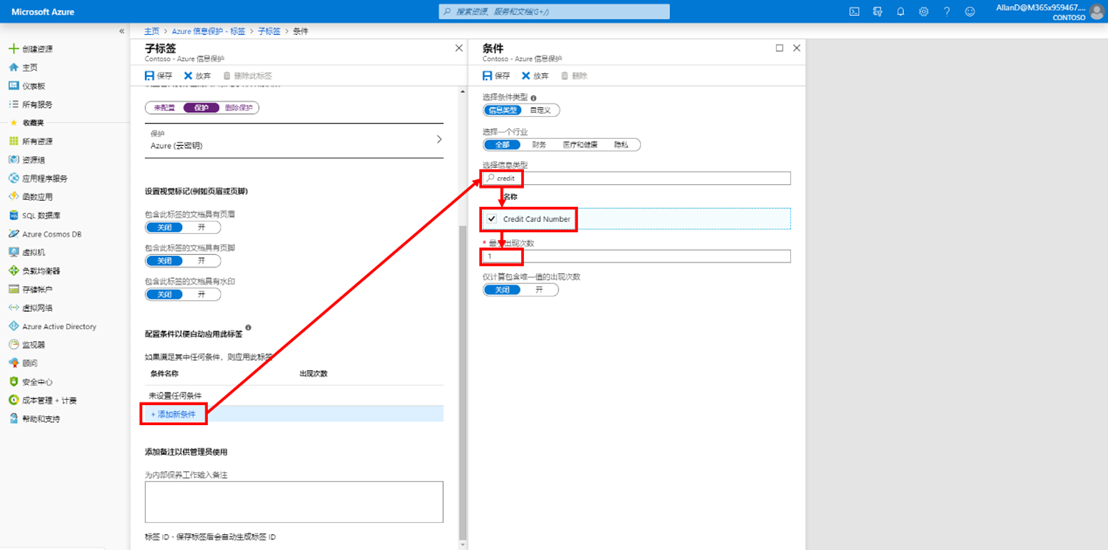 Microsoft Azure
搜索资源、服务和文档(G+/)
AllanD@M365x959467....
CONTOSO
主页 > Azure 信息保护 - 标签 > 子标签 > 条件
创建资源
主页
仪表板
所有服务
收藏夹
所有资源
资源组
应用程序服务
函数应用
SQL 数据库
Azure Cosmos DB
虚拟机
负载均衡器
存储帐户
虚拟网络
Azure Active Directory
监视器
顾问
安全中心
成本管理 + 计费
帮助和支持
子标签
Contoso - Azure 信息保护
保存 放弃 删除此标签
未配置 保护 删除保护
保护
Azure (云密钥)
设置视觉标记(例如页眉或页脚)
包含此标签的文档具有页眉
关闭 开
包含此标签的文档具有页脚
关闭 开
包含此标签的文档具有水印
关闭 开
配置条件以便自动应用此标签
如果满足其中任何条件，则应用此标签
条件名称 出现次数
未设置任何条件
+ 添加新条件
添加备注以供管理员使用
为内部保养工作输入备注
标签 ID - 保存标签后会自动生成标签 ID
条件
Contoso - Azure 信息保护
保存 放弃 删除
选择条件类型
信息类型 自定义
选择一个行业
全部 财务 医疗和健康 隐私
选择信息类型
credit
名称
Credit Card Number
* 最 出现次数
1
仅计算包含唯一值的出现次数
关闭 开